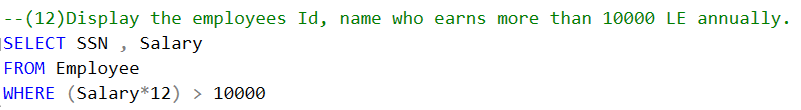 --(12)Display the employees Id, name who earns more than 10000 LE annually.
SELECT SSN , Salary
FROM Employee
WHERE (Salary*12) > 10000